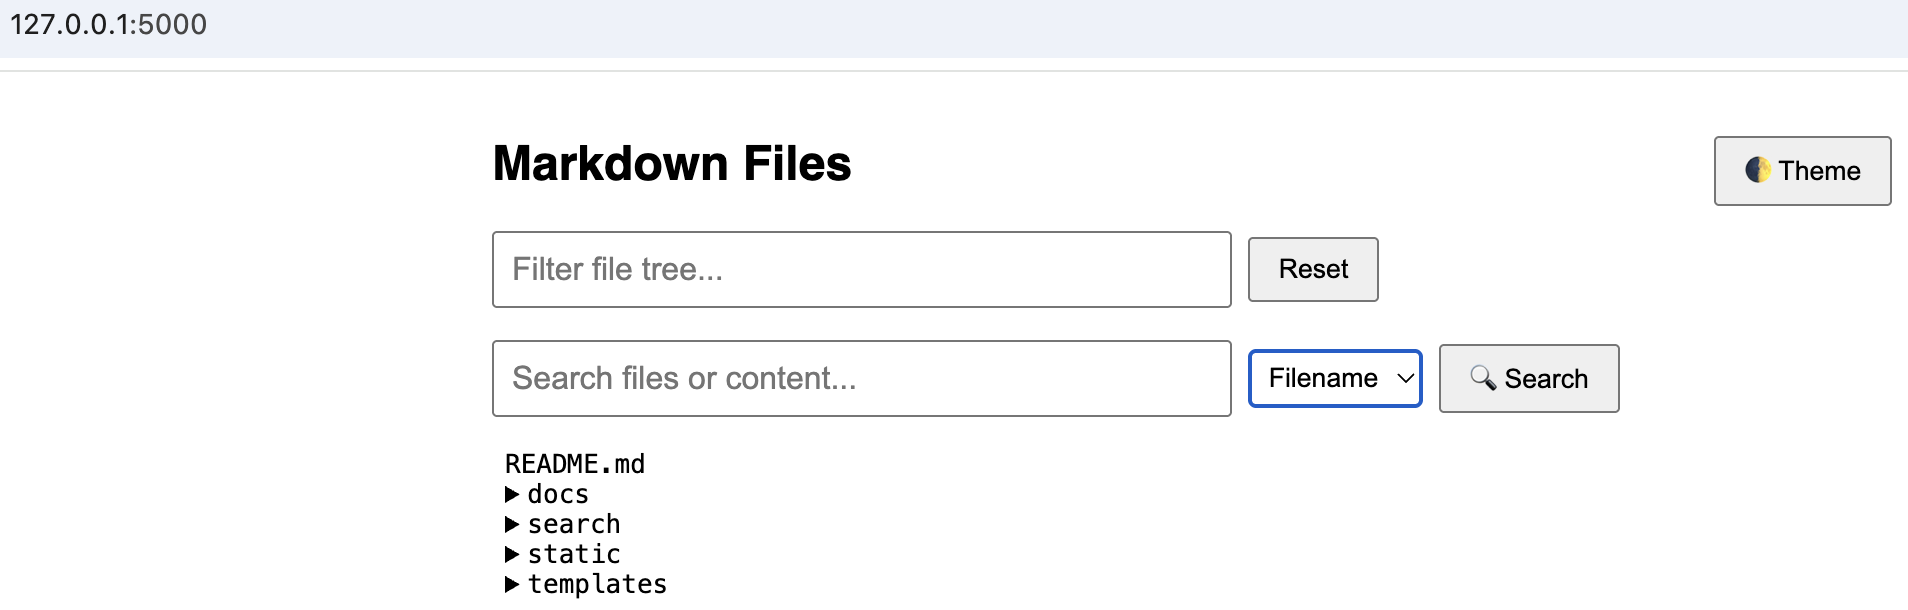 127.0.0.1:5000
Markdown Files
🌓 Theme
Filter file tree...
Reset
Search files or content...
Filename
🔍 Search
README.md
▶ docs
▶ search
▶ static
▶ templates